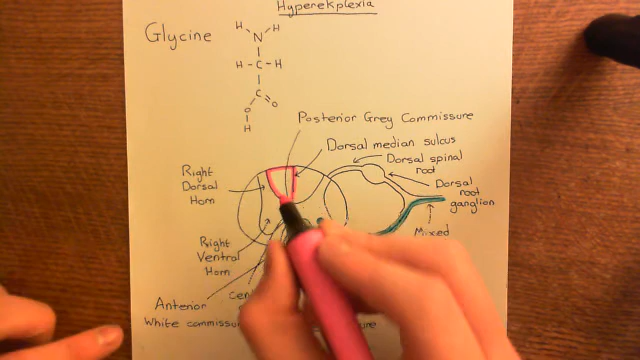 Hyperekplexia
Glycine
H
H
N
H
C
H
C
O
O
H
Posterior Grey Commissure
Dorsal median sulcus
Dorsal spinal
root
Right
Dorsal
Horn
Dorsal
root
ganglion
Mixed
Right
Ventral
Horn
Anterior
White